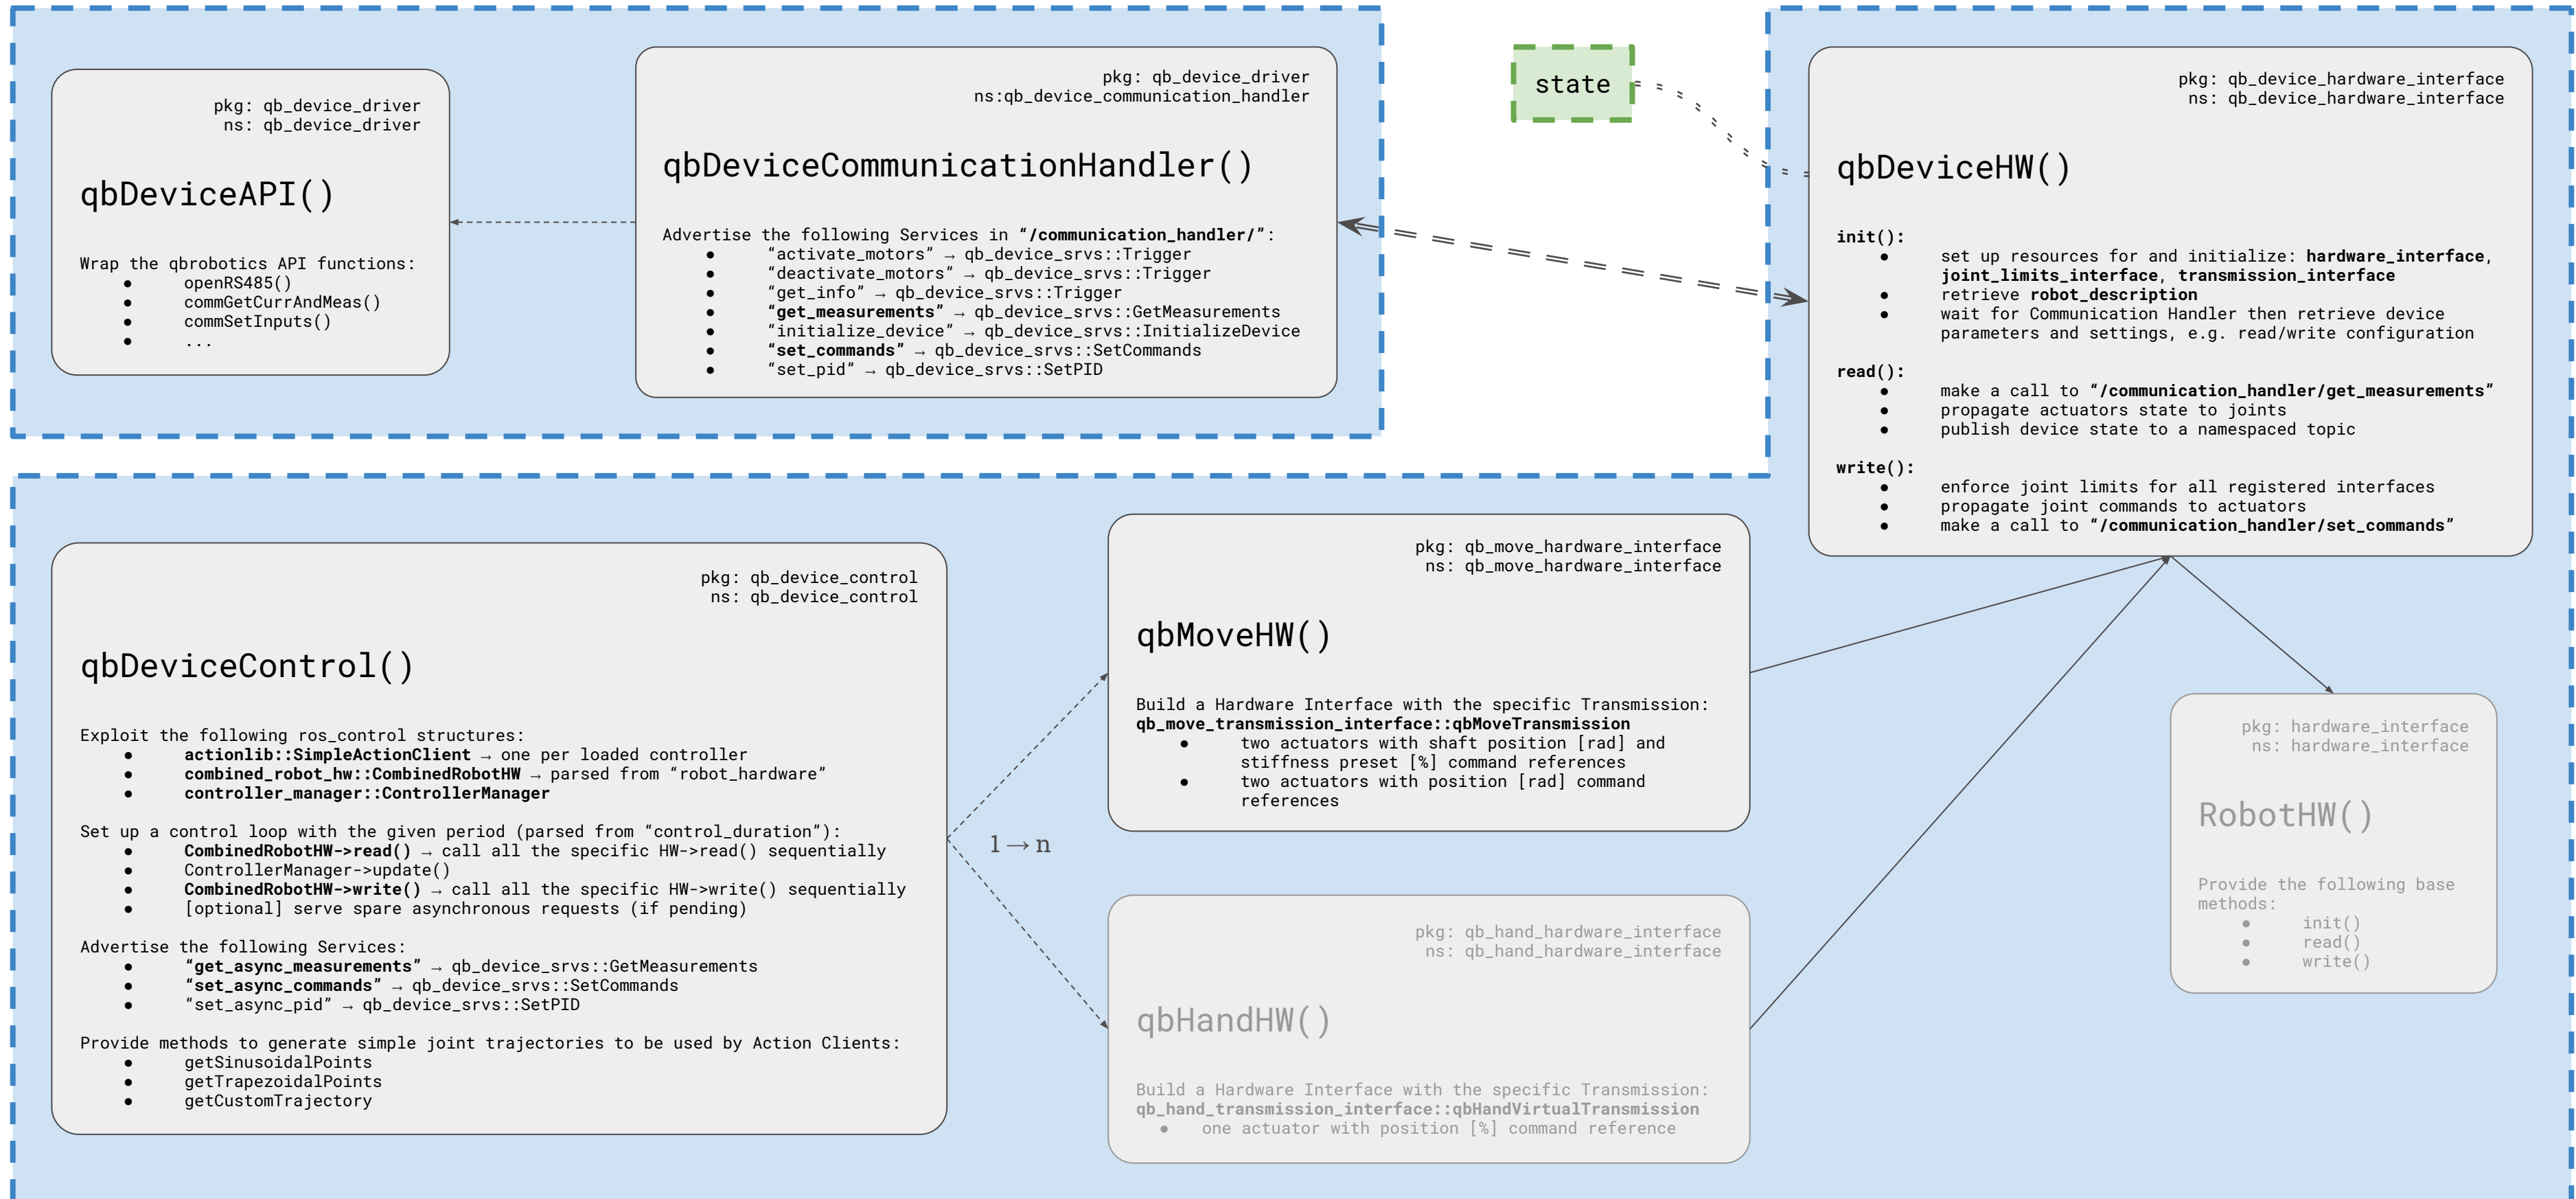 pkg: qb_device_driver
ns: qb_device_driver
qbDeviceAPI()
Wrap the qbrobotics API functions:
● openRS485()
● commGetCurrAndMeas()
● commSetInputs()
● ...
pkg: qb_device_driver
ns:qb_device_communication_handler
qbDeviceCommunicationHandler()
Advertise the following Services in “/communication_handler/”:
● “activate_motors” → qb_device_srvs::Trigger
● “deactivate_motors” → qb_device_srvs::Trigger
● “get_info” → qb_device_srvs::Trigger
● “get_measurements” → qb_device_srvs::GetMeasurements
● “initialize_device” → qb_device_srvs::InitializeDevice
● “set_commands” → qb_device_srvs::SetCommands
● “set_pid” → qb_device_srvs::SetPID
state
pkg: qb_device_hardware_interface
ns: qb_device_hardware_interface
qbDeviceHW()
init():
● set up resources for and initialize: hardware_interface,
joint_limits_interface, transmission_interface
● retrieve robot_description
● wait for Communication Handler then retrieve device
parameters and settings, e.g. read/write configuration
read():
● make a call to “/communication_handler/get_measurements”
● propagate actuators state to joints
● publish device state to a namespaced topic
write():
● enforce joint limits for all registered interfaces
● propagate joint commands to actuators
● make a call to “/communication_handler/set_commands”
pkg: qb_device_control
ns: qb_device_control
qbDeviceControl()
Exploit the following ros_control structures:
● actionlib::SimpleActionClient → one per loaded controller
● combined_robot_hw::CombinedRobotHW → parsed from “robot_hardware”
● controller_manager::ControllerManager
Set up a control loop with the given period (parsed from “control_duration”):
● CombinedRobotHW->read() → call all the specific HW->read() sequentially
● ControllerManager->update()
● CombinedRobotHW->write() → call all the specific HW->write() sequentially
● [optional] serve spare asynchronous requests (if pending)
Advertise the following Services:
● “get_async_measurements” → qb_device_srvs::GetMeasurements
● “set_async_commands” → qb_device_srvs::SetCommands
● “set_async_pid” → qb_device_srvs::SetPID
Provide methods to generate simple joint trajectories to be used by Action Clients:
● getSinusoidalPoints
● getTrapezoidalPoints
● getCustomTrajectory
1→n
pkg: qb_move_hardware_interface
ns: qb_move_hardware_interface
qbMoveHW()
Build a Hardware Interface with the specific Transmission:
qb_move_transmission_interface::qbMoveTransmission
● two actuators with shaft position [rad] and
stiffness preset [%] command references
● two actuators with position [rad] command
references
pkg: qb_hand_hardware_interface
ns: qb_hand_hardware_interface
qbHandHW()
Build a Hardware Interface with the specific Transmission:
qb_hand_transmission_interface::qbHandVirtualTransmission
● one actuator with position [%] command reference
pkg: hardware_interface
ns: hardware_interface
RobotHW()
Provide the following base
methods:
● init()
● read()
● write()